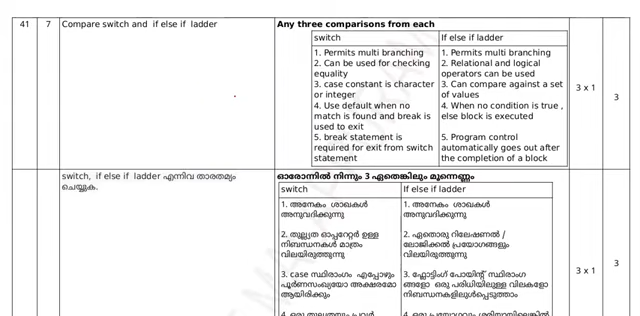 41 7 Compare switch and if else if ladder
Any three comparisons from each
switch
1. Permits multi branching
2. Can be used for checking
equality
3. case constant is character
or integer
4. Use default when no
match is found and break is
used to exit
5. break statement is
required for exit from switch
statement
If else if ladder
1. Permits multi branching
2. Relational and logical
operators can be used
3. Can compare against a set
of values
4. When no condition is true ,
else block is executed
5. Program control
automatically goes out after
the completion of a block
3 x 1
3
switch, if else if ladder എന്നിവ താരതമ്യം
ചെയ്യുക.
ഓരോന്നിൽ നിന്നും 3 ഏതെങ്കിലും മൂന്നെണ്ണം
switch
1. അനേകം ശാഖകൾ
അനുവദിക്കുന്നു
2. തുല്യത ഓപ്പറേറ്റർ ഉള്ള
നിബന്ധനകൾ മാത്രം
വിലയിരുത്തുന്നു
3. case സ്ഥിരാംഗം എപ്പോഴും
പൂർണസംഖ്യയോ അക്ഷരമോ
ആയിരിക്കും
If else if ladder
1. അനേകം ശാഖകൾ
അനുവദിക്കുന്നു
2. ഏതൊരു റിലേഷണൽ /
ലോജിക്കൽ പ്രയോഗങ്ങളും
വിലയിരുത്തുന്നു
3. ഫ്ലോട്ടിംഗ് പോയിന്റ് സ്ഥിരാംഗ
ങ്ങളോ ഒരു പരിധിയിലുള്ള വിലകളോ
നിബന്ധനകളിലുൾപ്പെടുത്താം
3 x 1
3